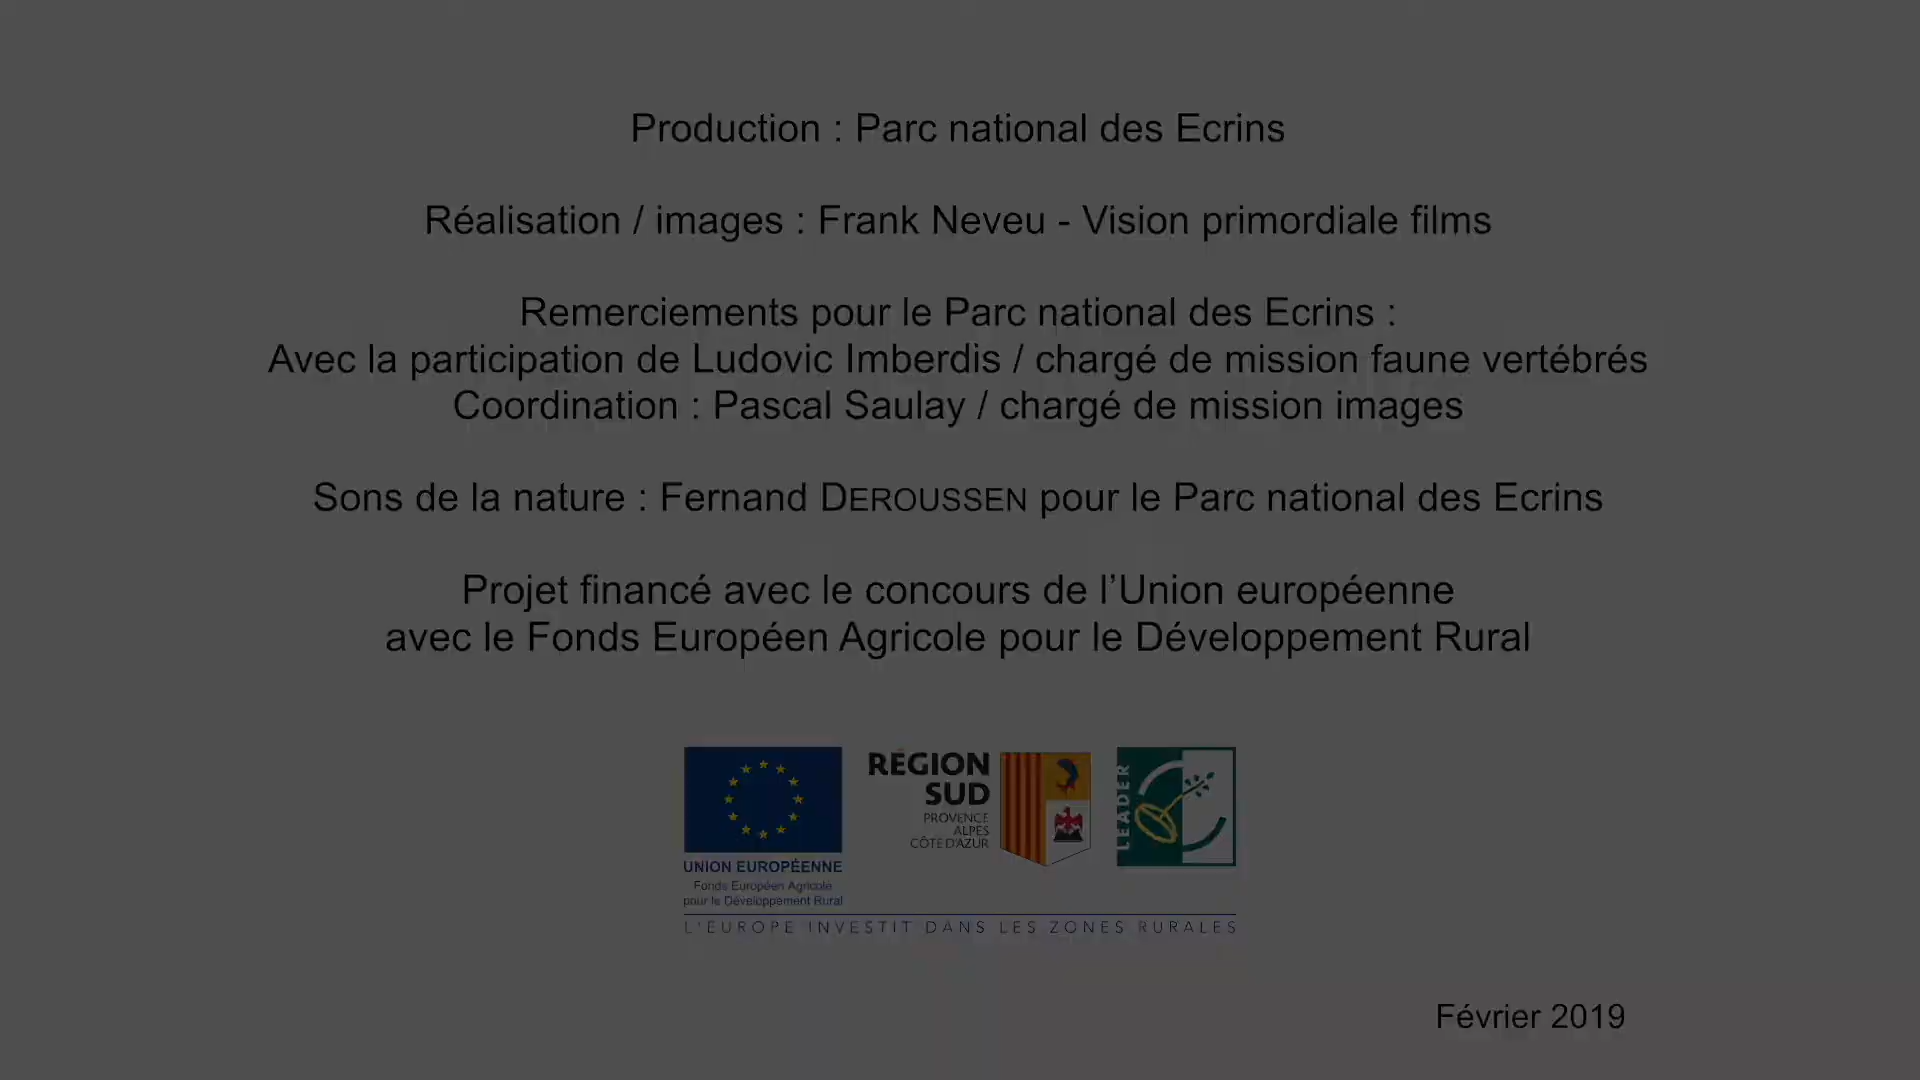 Production : Parc national des Ecrins
Réalisation / images : Frank Neveu - Vision primordiale films
Remerciements pour le Parc national des Ecrins :
Avec la participation de Ludovic Imberdis / chargé de mission faune vertébrés
Coordination : Pascal Saulay / chargé de mission images
Sons de la nature : Fernand DEROUSSEN pour le Parc national des Ecrins
Projet financé avec le concours de l’Union européenne
avec le Fonds Européen Agricole pour le Développement Rural
UNION EUROPÉENNE
Fonds Européen Agricole
pour le Développement Rural
RÉGION
SUD
PROVENCE
ALPES
CÔTE D'AZUR
LEADER
L'EUROPE INVESTIT DANS LES ZONES RURALES
Février 2019